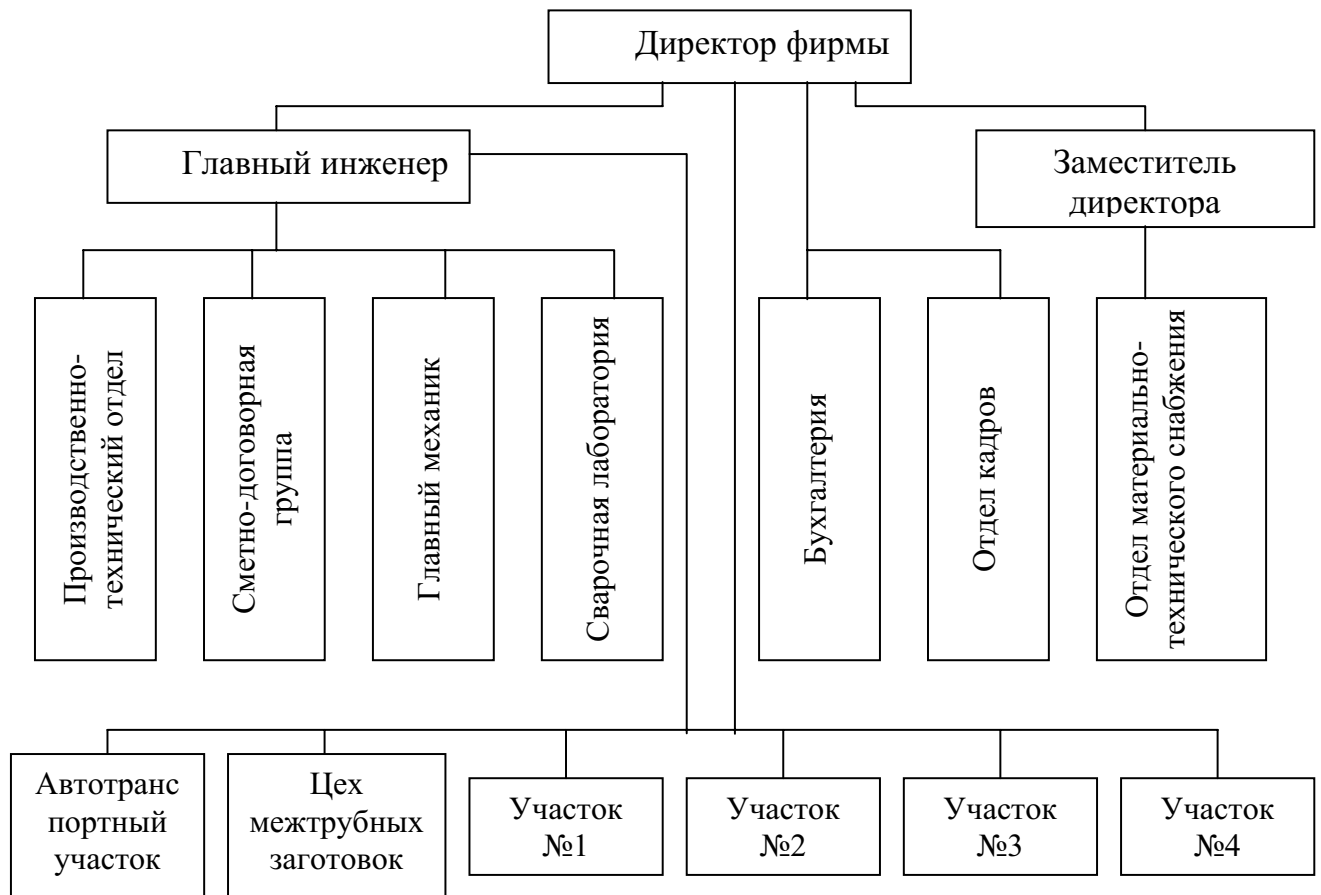 Директор фирмы
Главный инженер
Заместитель
директора
Производственно-
технический отдел
Сметно-договорная
группа
Главный механик
Сварочная лаборатория
Бухгалтерия
Отдел кадров
Отдел материально-
технического снабжения
Автотранс
портный
участок
Цех
межтрубных
заготовок
Участок
№1
Участок
№2
Участок
№3
Участок
№4